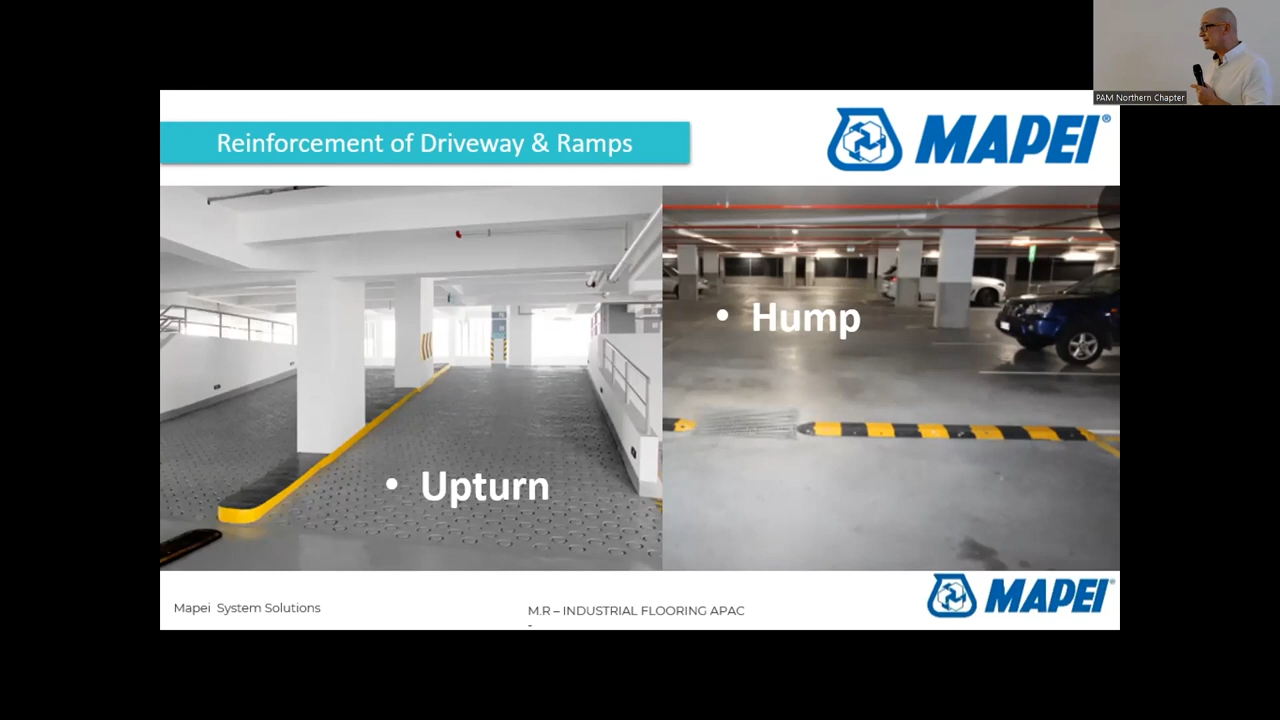 PAM Northern Chapter
Reinforcement of Driveway & Ramps
MAPEI®
• Hump
• Upturn
Mapei System Solutions
M.R – INDUSTRIAL FLOORING APAC
-
MAPEI®